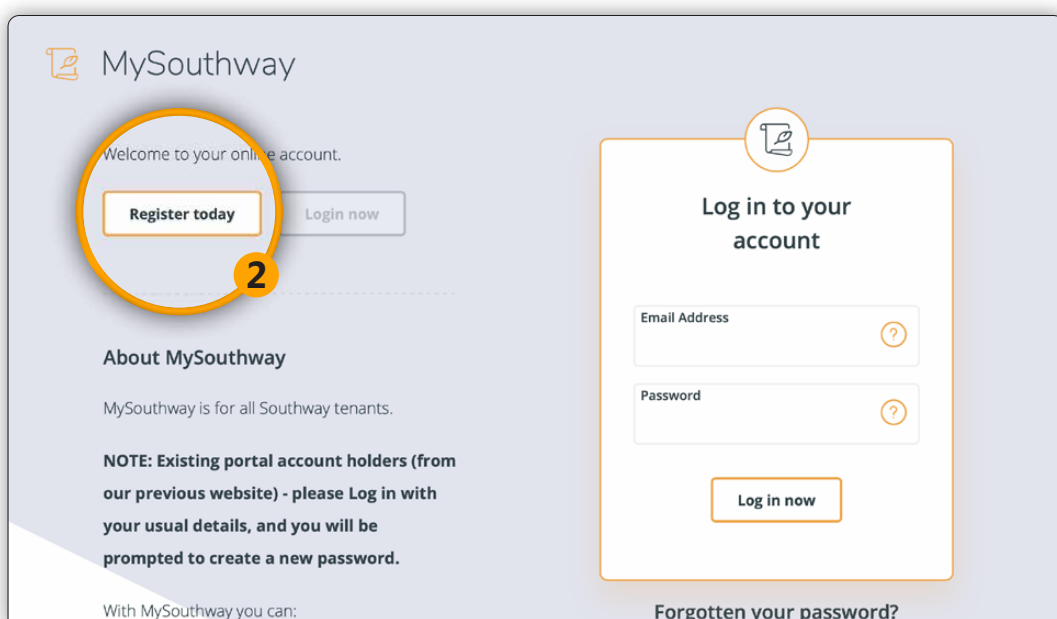 MySouthway
Welcome to your online account.
Register today
Login now
2
About MySouthway
MySouthway is for all Southway tenants.
NOTE: Existing portal account holders (from
our previous website) - please Log in with
your usual details, and you will be
prompted to create a new password.
With MySouthway you can:
Log in to your
account
Email Address
?
Password
?
Log in now
Forgotten your password?